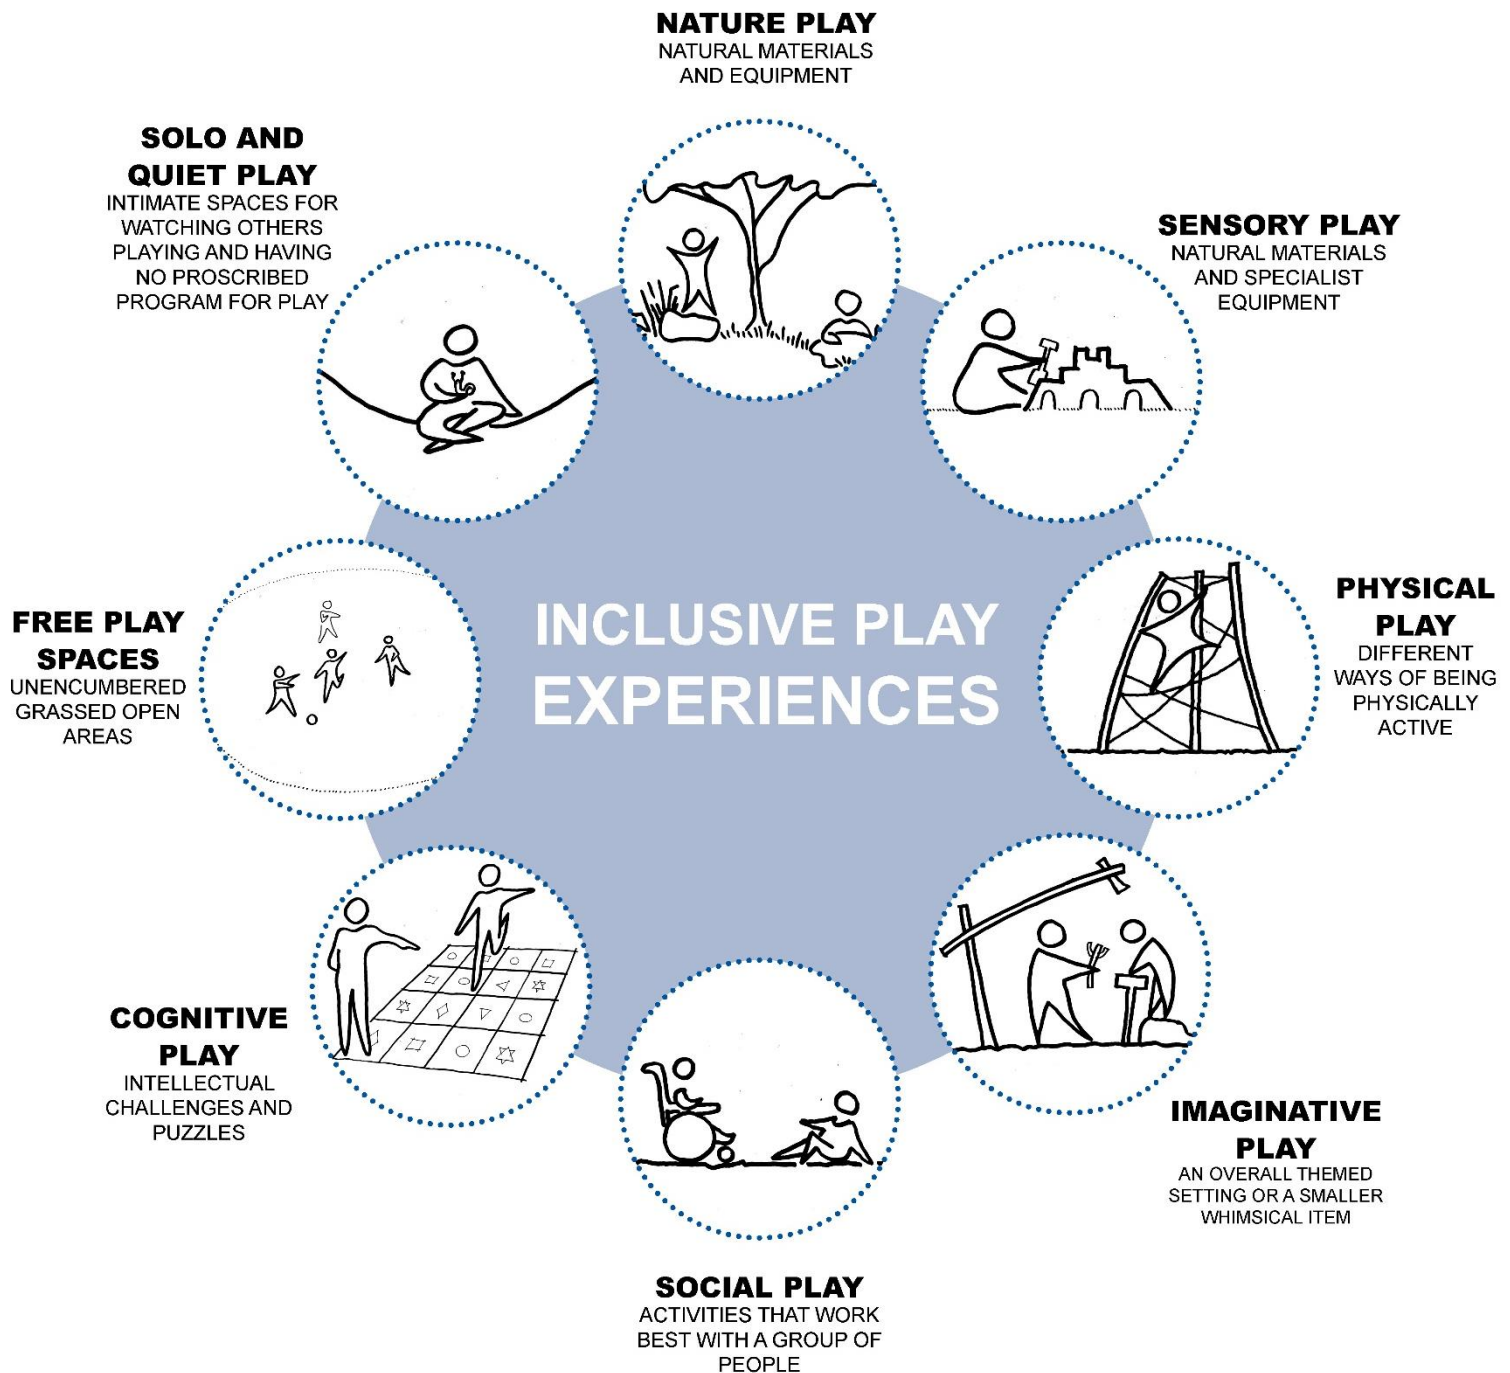 NATURE PLAY
NATURAL MATERIALS
AND EQUIPMENT
SENSORY PLAY
NATURAL MATERIALS
AND SPECIALIST
EQUIPMENT
PHYSICAL
PLAY
DIFFERENT
WAYS OF BEING
PHYSICALLY
ACTIVE
IMAGINATIVE
PLAY
AN OVERALL THEMED
SETTING OR A SMALLER
WHIMSICAL ITEM
SOCIAL PLAY
ACTIVITIES THAT WORK
BEST WITH A GROUP OF
PEOPLE
COGNITIVE
PLAY
INTELLECTUAL
CHALLENGES AND
PUZZLES
FREE PLAY
SPACES
UNENCUMBERED
GRASSED OPEN
AREAS
SOLO AND
QUIET PLAY
INTIMATE SPACES FOR
WATCHING OTHERS
PLAYING AND HAVING
NO PROSCRIBED
PROGRAM FOR PLAY
INCLUSIVE PLAY
EXPERIENCES